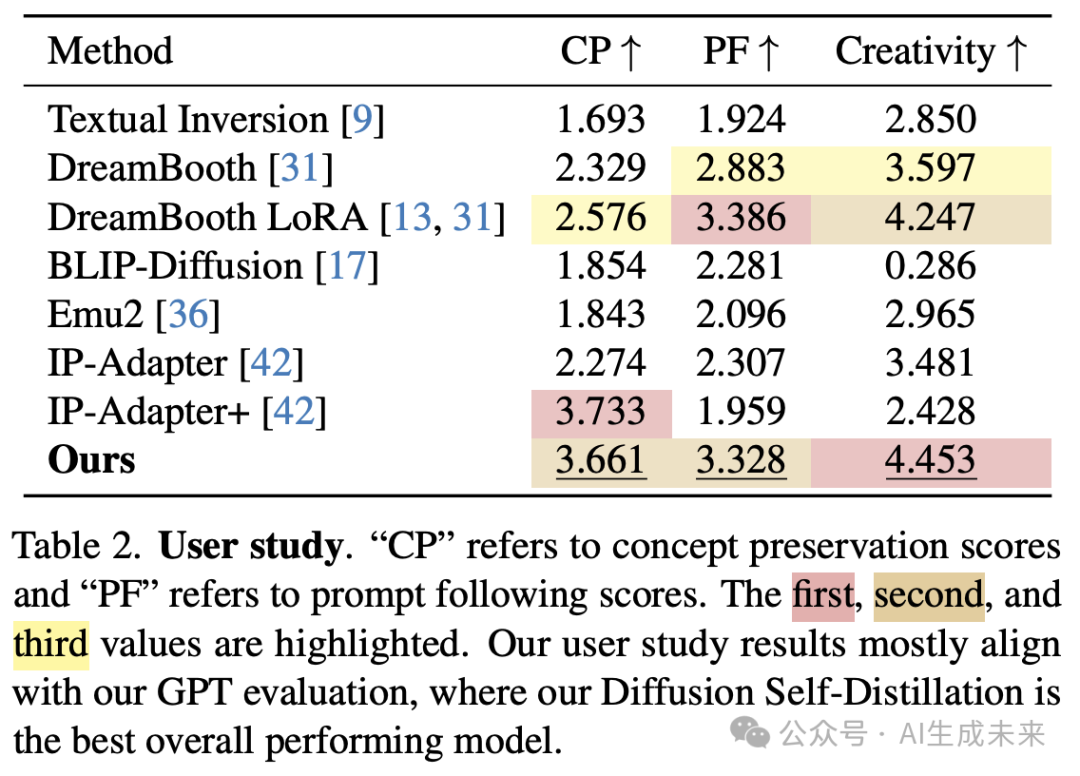 Method CP ↑ PF ↑ Creativity ↑
Textual Inversion [9] 1.693 1.924 2.850
DreamBooth [31] 2.329 2.883 3.597
DreamBooth LoRA [13, 31] 2.576 3.386 4.247
BLIP-Diffusion [17] 1.854 2.281 0.286
Emu2 [36] 1.843 2.096 2.965
IP-Adapter [42] 2.274 2.307 3.481
IP-Adapter+ [42] 3.733 1.959 2.428
Ours 3.661 3.328 4.453
Table 2. User study. “CP” refers to concept preservation scores
and “PF” refers to prompt following scores. The first, second, and
third values are highlighted. Our user study results mostly align
with our GPT evaluation, where our Diffusion Self-Distillation is
the best overall performing model.
公众号 · AI生成未来